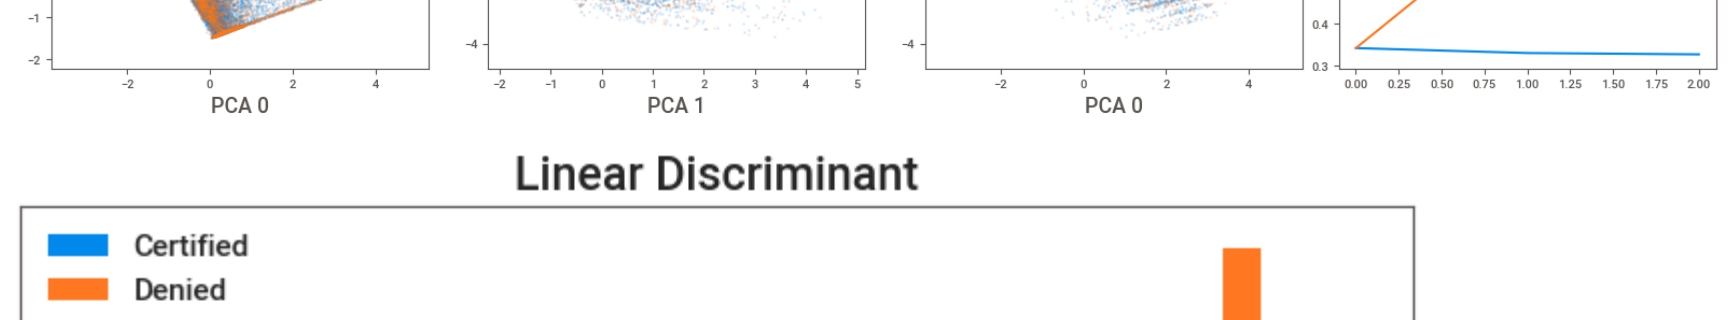 -1
-2
-4
-4
0.4
0.3
-2 0 2 4
-2 -1 0 1 2 3 4 5
-2 0 2 4
0.00 0.25 0.50 0.75 1.00 1.25 1.50 1.75 2.00
PCA 0
PCA 1
PCA 0
Linear Discriminant
Certified
Denied